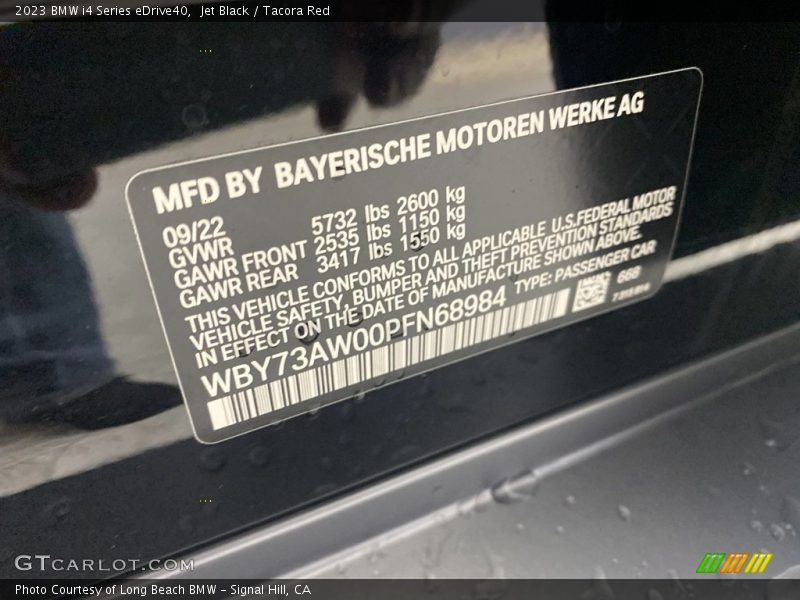 2023 BMW i4 Series eDrive40, Jet Black / Tacora Red
MFD BY BAYERISCHE MOTOREN WERKE AG
09/22
GVWR 5732 lbs 2600 kg
GAWR FRONT 2535 lbs 1150 kg
GAWR REAR 3417 lbs 1550 kg
THIS VEHICLE CONFORMS TO ALL APPLICABLE U.S.FEDERAL MOTOR
VEHICLE SAFETY, BUMPER AND THEFT PREVENTION STANDARDS
IN EFFECT ON THE DATE OF MANUFACTURE SHOWN ABOVE.
WBY73AW00PFN68984 TYPE: PASSENGER CAR
668
GTCARLOT.COM
Photo Courtesy of Long Beach BMW - Signal Hill, CA